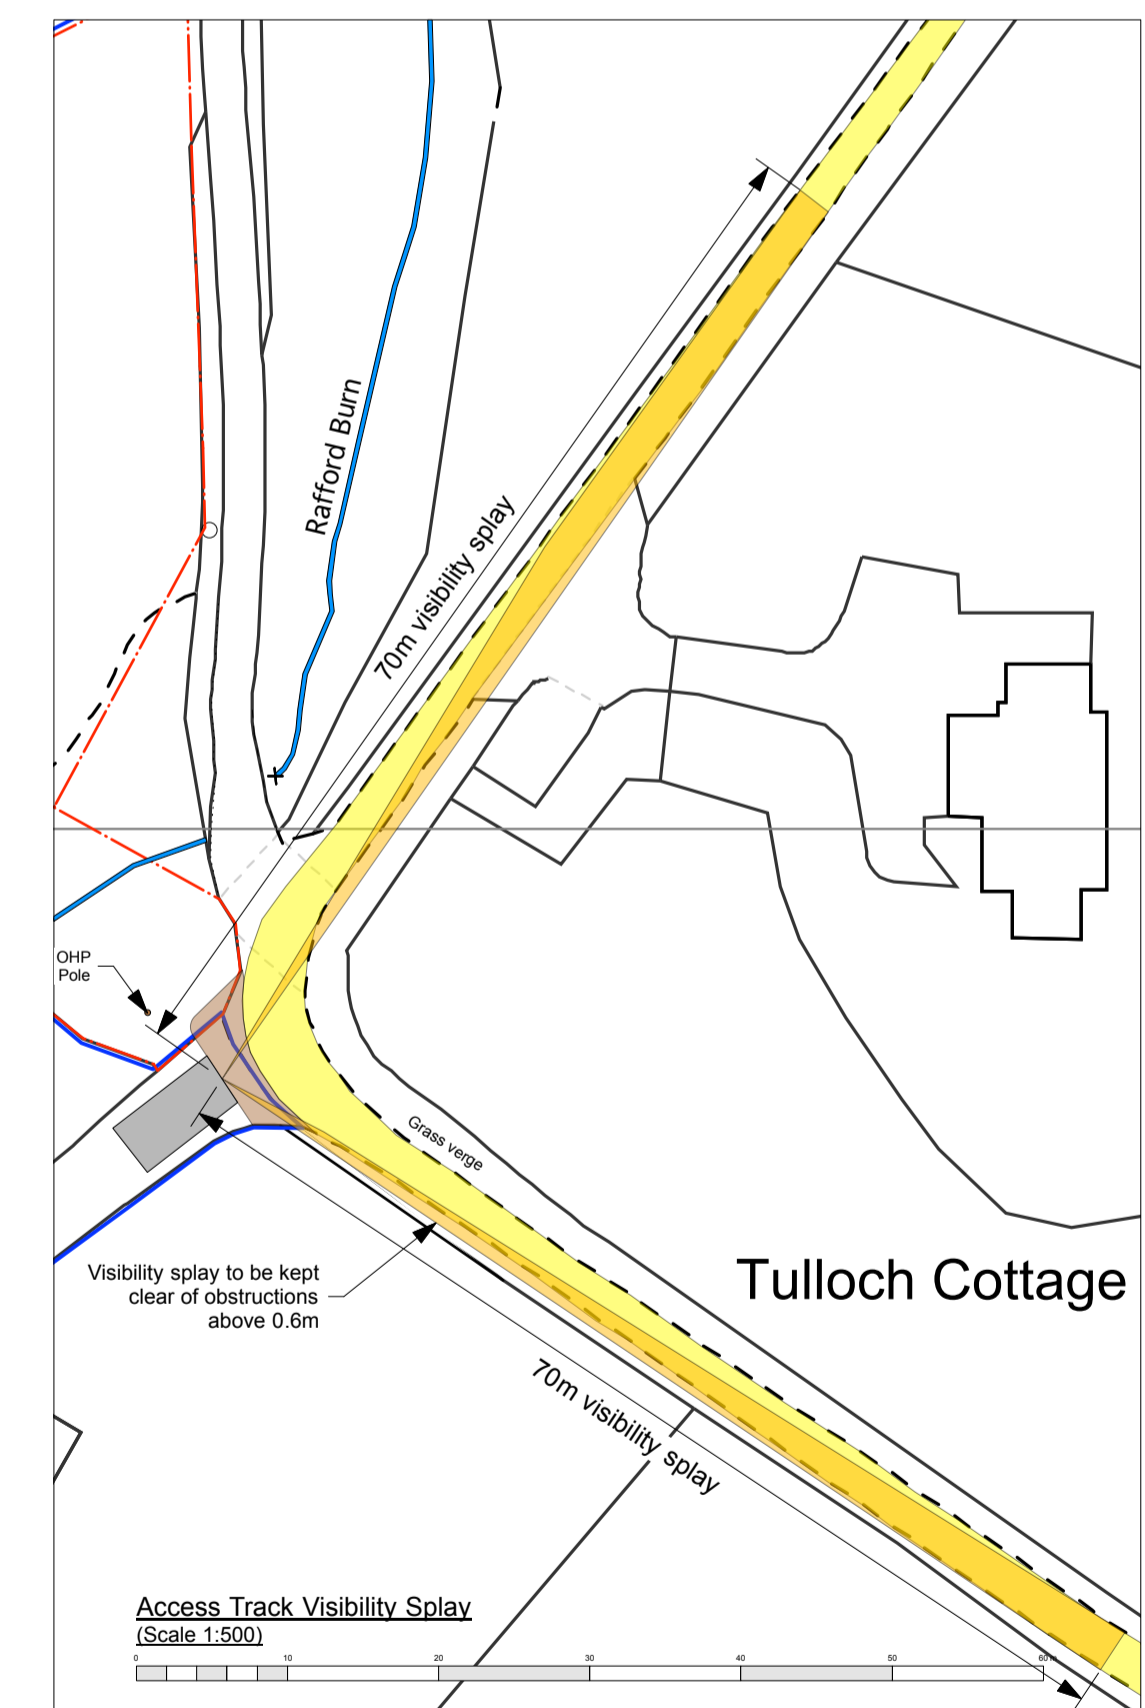 Rafford Burn
70m visibility splay
OHP
Pole
Grass verge
Visibility splay to be kept
clear of obstructions
above 0.6m
Tulloch Cottage
70m visibility splay
Access Track Visibility Splay
(Scale 1:500)
0 10 20 30 40 50 60m